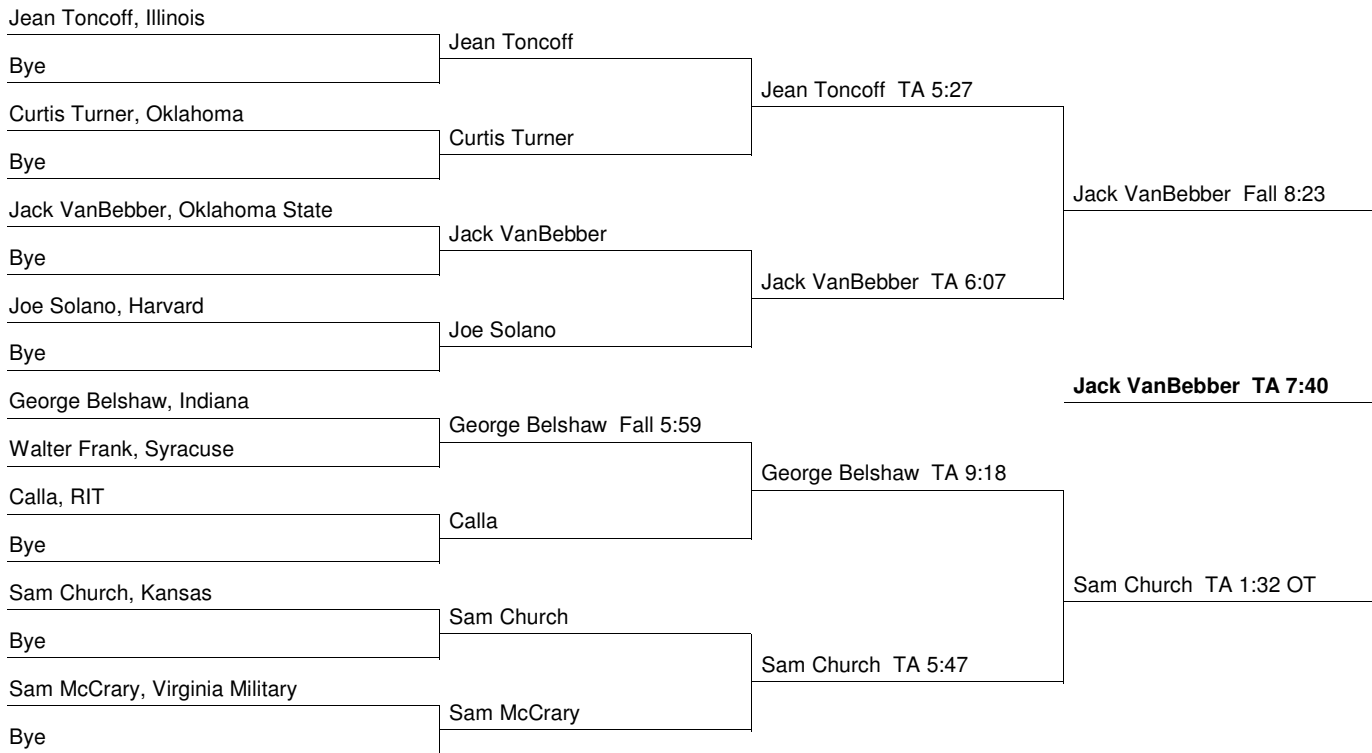 Jean Toncoff, Illinois
Bye
Curtis Turner, Oklahoma
Bye
Jack VanBebber, Oklahoma State
Bye
Joe Solano, Harvard
Bye
George Belshaw, Indiana
Walter Frank, Syracuse
Calla, RIT
Bye
Sam Church, Kansas
Bye
Sam McCrary, Virginia Military
Bye
Jean Toncoff
Curtis Turner
Jack VanBebber
Joe Solano
George Belshaw Fall 5:59
Calla
Sam Church
Sam McCrary
Jean Toncoff TA 5:27
Jack VanBebber TA 6:07
George Belshaw TA 9:18
Sam Church TA 5:47
Jack VanBebber Fall 8:23
Jack VanBebber TA 7:40
Sam Church TA 1:32 OT